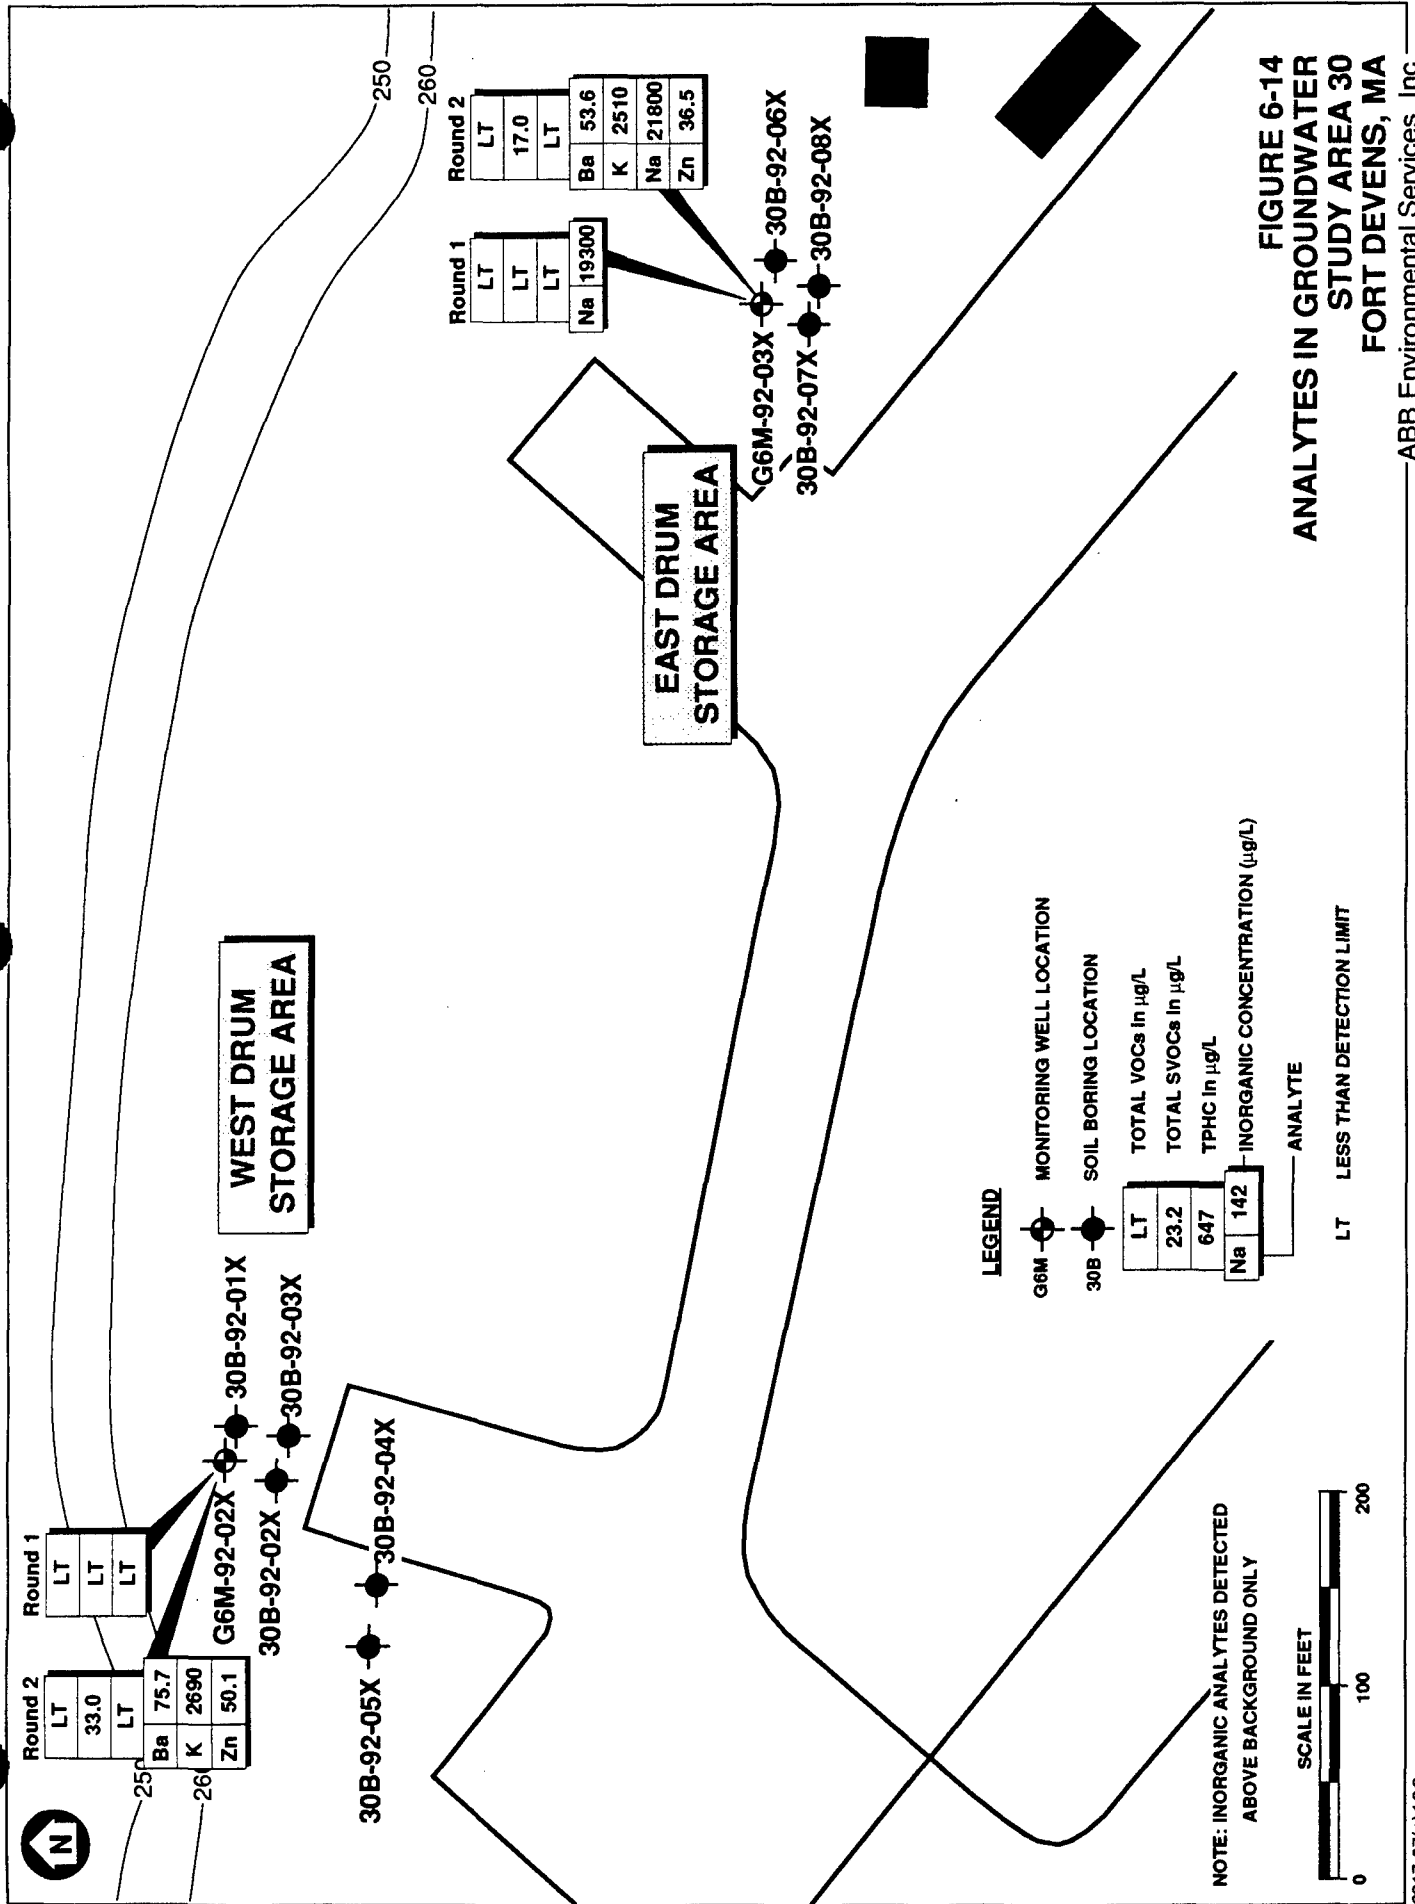 N
250
260
250
26
Round 2
LT
33.0
LT
Ba 75.7
K 2690
Zn 50.1
Round 1
LT
LT
LT
G6M-92-02X
30B-92-01X
30B-92-02X
30B-92-03X
30B-92-04X
30B-92-05X
WEST DRUM
STORAGE AREA
EAST DRUM
STORAGE AREA
Round 1
LT
LT
LT
Na 19300
Round 2
LT
17.0
LT
Ba 53.6
K 2510
Na 21800
Zn 36.5
G6M-92-03X
30B-92-06X
30B-92-07X
30B-92-08X
LEGEND
G6M MONITORING WELL LOCATION
30B SOIL BORING LOCATION
LT TOTAL VOCs in µg/L
23.2 TOTAL SVOCs in µg/L
647 TPHC in µg/L
Na 142 INORGANIC CONCENTRATION (µg/L)
ANALYTE
LT LESS THAN DETECTION LIMIT
NOTE: INORGANIC ANALYTES DETECTED
ABOVE BACKGROUND ONLY
SCALE IN FEET
0 100 200
FIGURE 6-14
ANALYTES IN GROUNDWATER
STUDY AREA 30
FORT DEVENS, MA
ABB Environmental Services, Inc.